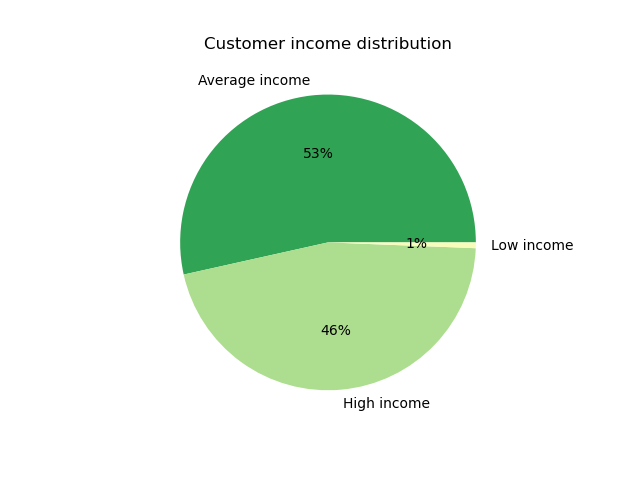 Customer income distribution
Average income
53%
1%
Low income
46%
High income